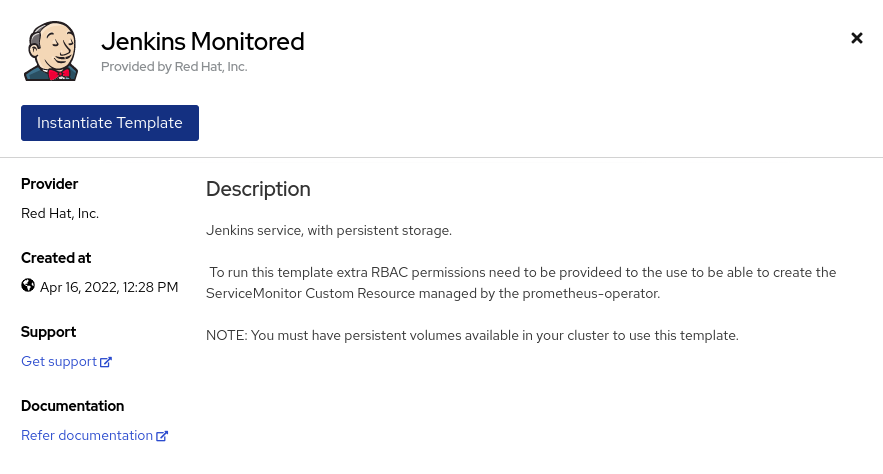 Jenkins Monitored
Provided by Red Hat, Inc.
Instantiate Template
Provider
Red Hat, Inc.
Created at
Apr 16, 2022, 12:28 PM
Support
Get support
Documentation
Refer documentation
Description
Jenkins service, with persistent storage.
To run this template extra RBAC permissions need to be provideed to the use to be able to create the
ServiceMonitor Custom Resource managed by the prometheus-operator.
NOTE: You must have persistent volumes available in your cluster to use this template.